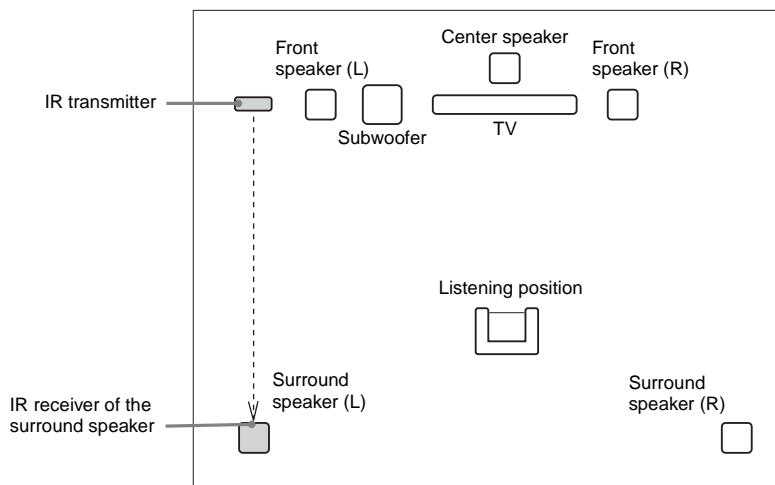 Center speaker
Front
speaker (L)
Front
speaker (R)
IR transmitter
Subwoofer
TV
Listening position
Surround
speaker (L)
Surround
speaker (R)
IR receiver of the
surround speaker